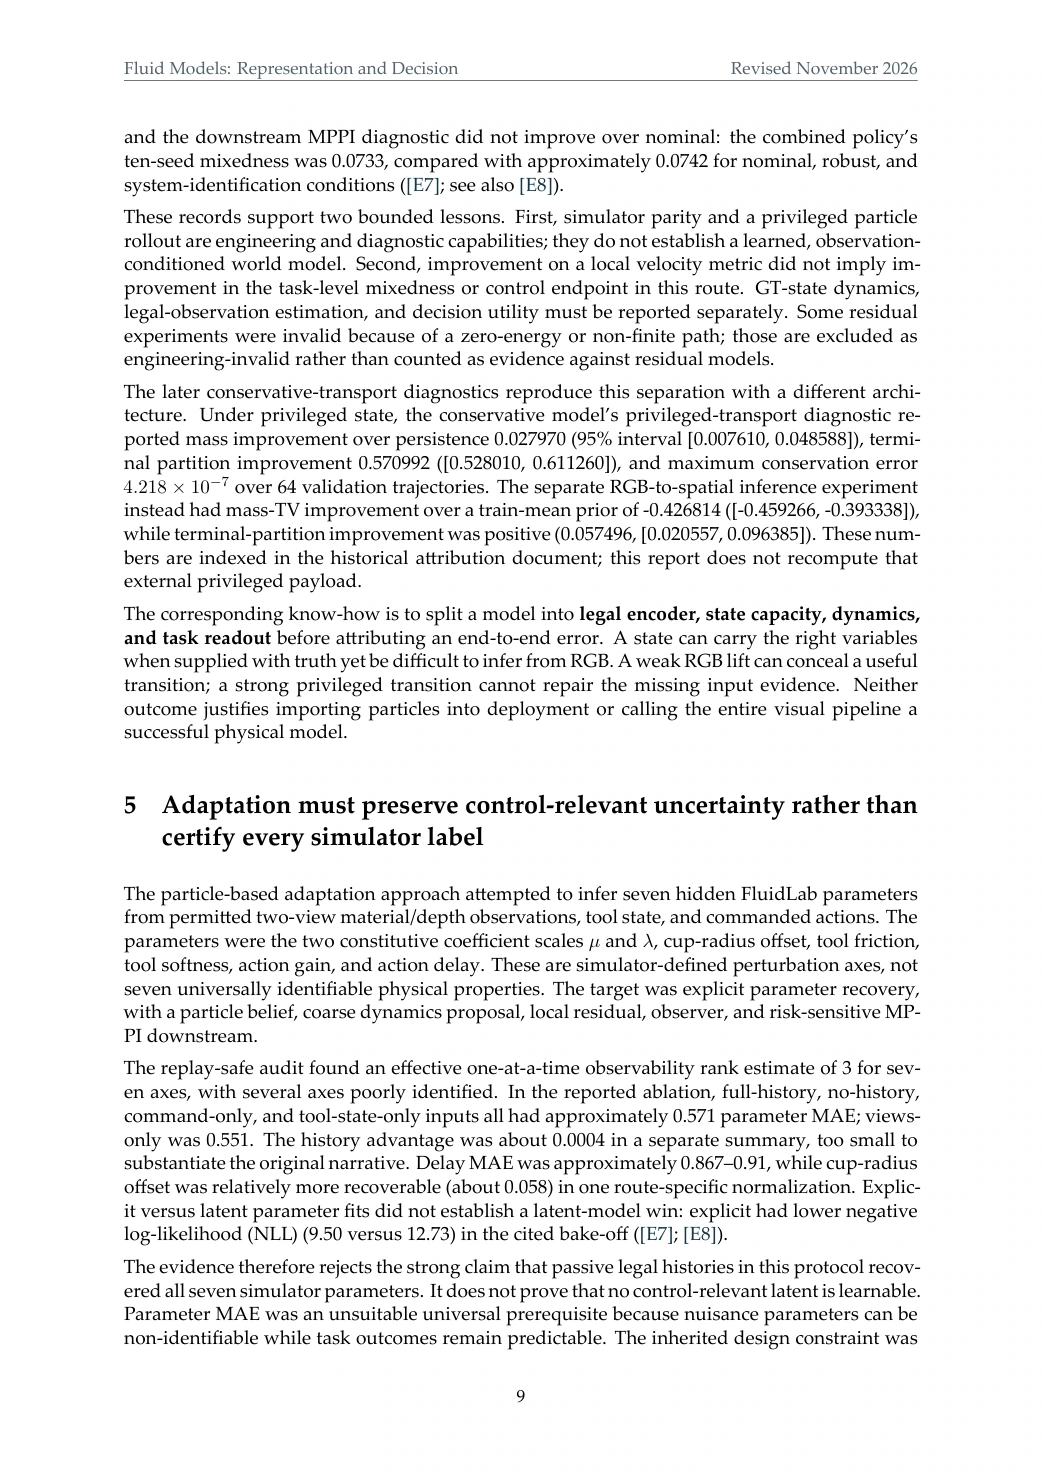 Fluid Models: Representation and Decision
Revised November 2026
and the downstream MPPI diagnostic did not improve over nominal: the combined policy's
ten-seed mixedness was 0.0733, compared with approximately 0.0742 for nominal, robust, and
system-identification conditions ([E7]; see also [E8]).
These records support two bounded lessons. First, simulator parity and a privileged particle
rollout are engineering and diagnostic capabilities; they do not establish a learned, observation-
conditioned world model. Second, improvement on a local velocity metric did not imply im-
provement in the task-level mixedness or control endpoint in this route. GT-state dynamics,
legal-observation estimation, and decision utility must be reported separately. Some residual
experiments were invalid because of a zero-energy or non-finite path; those are excluded as
engineering-invalid rather than counted as evidence against residual models.
The later conservative-transport diagnostics reproduce this separation with a different archi-
tecture. Under privileged state, the conservative model's privileged-transport diagnostic re-
ported mass improvement over persistence 0.027970 (95% interval [0.007610, 0.048588]), termi-
nal partition improvement 0.570992 ([0.528010, 0.611260]), and maximum conservation error
4.218 × 10⁻⁷ over 64 validation trajectories. The separate RGB-to-spatial inference experiment
instead had mass-TV improvement over a train-mean prior of -0.426814 ([-0.459266, -0.393338]),
while terminal-partition improvement was positive (0.057496, [0.020557, 0.096385]). These num-
bers are indexed in the historical attribution document; this report does not recompute that
external privileged payload.
The corresponding know-how is to split a model into legal encoder, state capacity, dynamics,
and task readout before attributing an end-to-end error. A state can carry the right variables
when supplied with truth yet be difficult to infer from RGB. A weak RGB lift can conceal a useful
transition; a strong privileged transition cannot repair the missing input evidence. Neither
outcome justifies importing particles into deployment or calling the entire visual pipeline a
successful physical model.
5 Adaptation must preserve control-relevant uncertainty rather than
certify every simulator label
The particle-based adaptation approach attempted to infer seven hidden FluidLab parameters
from permitted two-view material/depth observations, tool state, and commanded actions. The
parameters were the two constitutive coefficient scales μ and λ, cup-radius offset, tool friction,
tool softness, action gain, and action delay. These are simulator-defined perturbation axes, not
seven universally identifiable physical properties. The target was explicit parameter recovery,
with a particle belief, coarse dynamics proposal, local residual, observer, and risk-sensitive MP-
PI downstream.
The replay-safe audit found an effective one-at-a-time observability rank estimate of 3 for sev-
en axes, with several axes poorly identified. In the reported ablation, full-history, no-history,
command-only, and tool-state-only inputs all had approximately 0.571 parameter MAE; views-
only was 0.551. The history advantage was about 0.0004 in a separate summary, too small to
substantiate the original narrative. Delay MAE was approximately 0.867–0.91, while cup-radius
offset was relatively more recoverable (about 0.058) in one route-specific normalization. Explic-
it versus latent parameter fits did not establish a latent-model win: explicit had lower negative
log-likelihood (NLL) (9.50 versus 12.73) in the cited bake-off ([E7]; [E8]).
The evidence therefore rejects the strong claim that passive legal histories in this protocol recov-
ered all seven simulator parameters. It does not prove that no control-relevant latent is learnable.
Parameter MAE was an unsuitable universal prerequisite because nuisance parameters can be
non-identifiable while task outcomes remain predictable. The inherited design constraint was
9